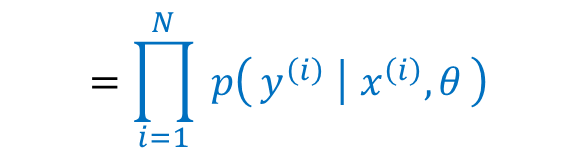 = ∏_{i=1}^{N} p( y^{(i)} | x^{(i)}, θ )